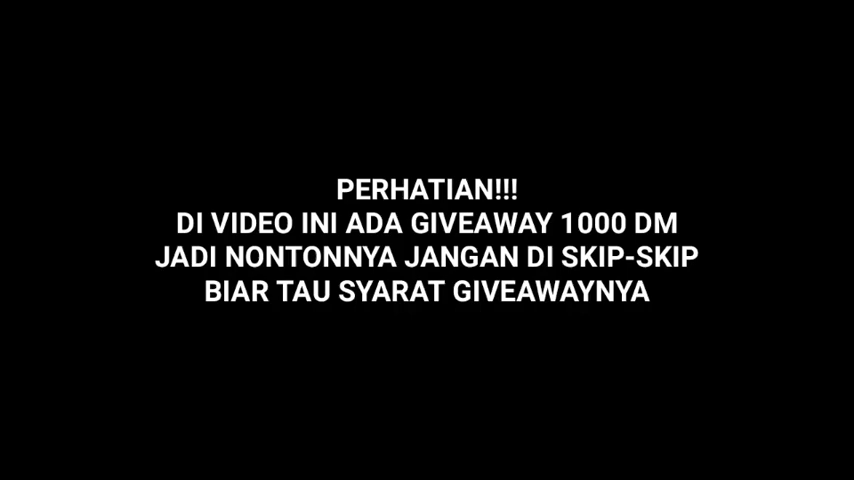 PERHATIAN!!!
DI VIDEO INI ADA GIVEAWAY 1000 DM
JADI NONTONNYA JANGAN DI SKIP-SKIP
BIAR TAU SYARAT GIVEAWAYNYA